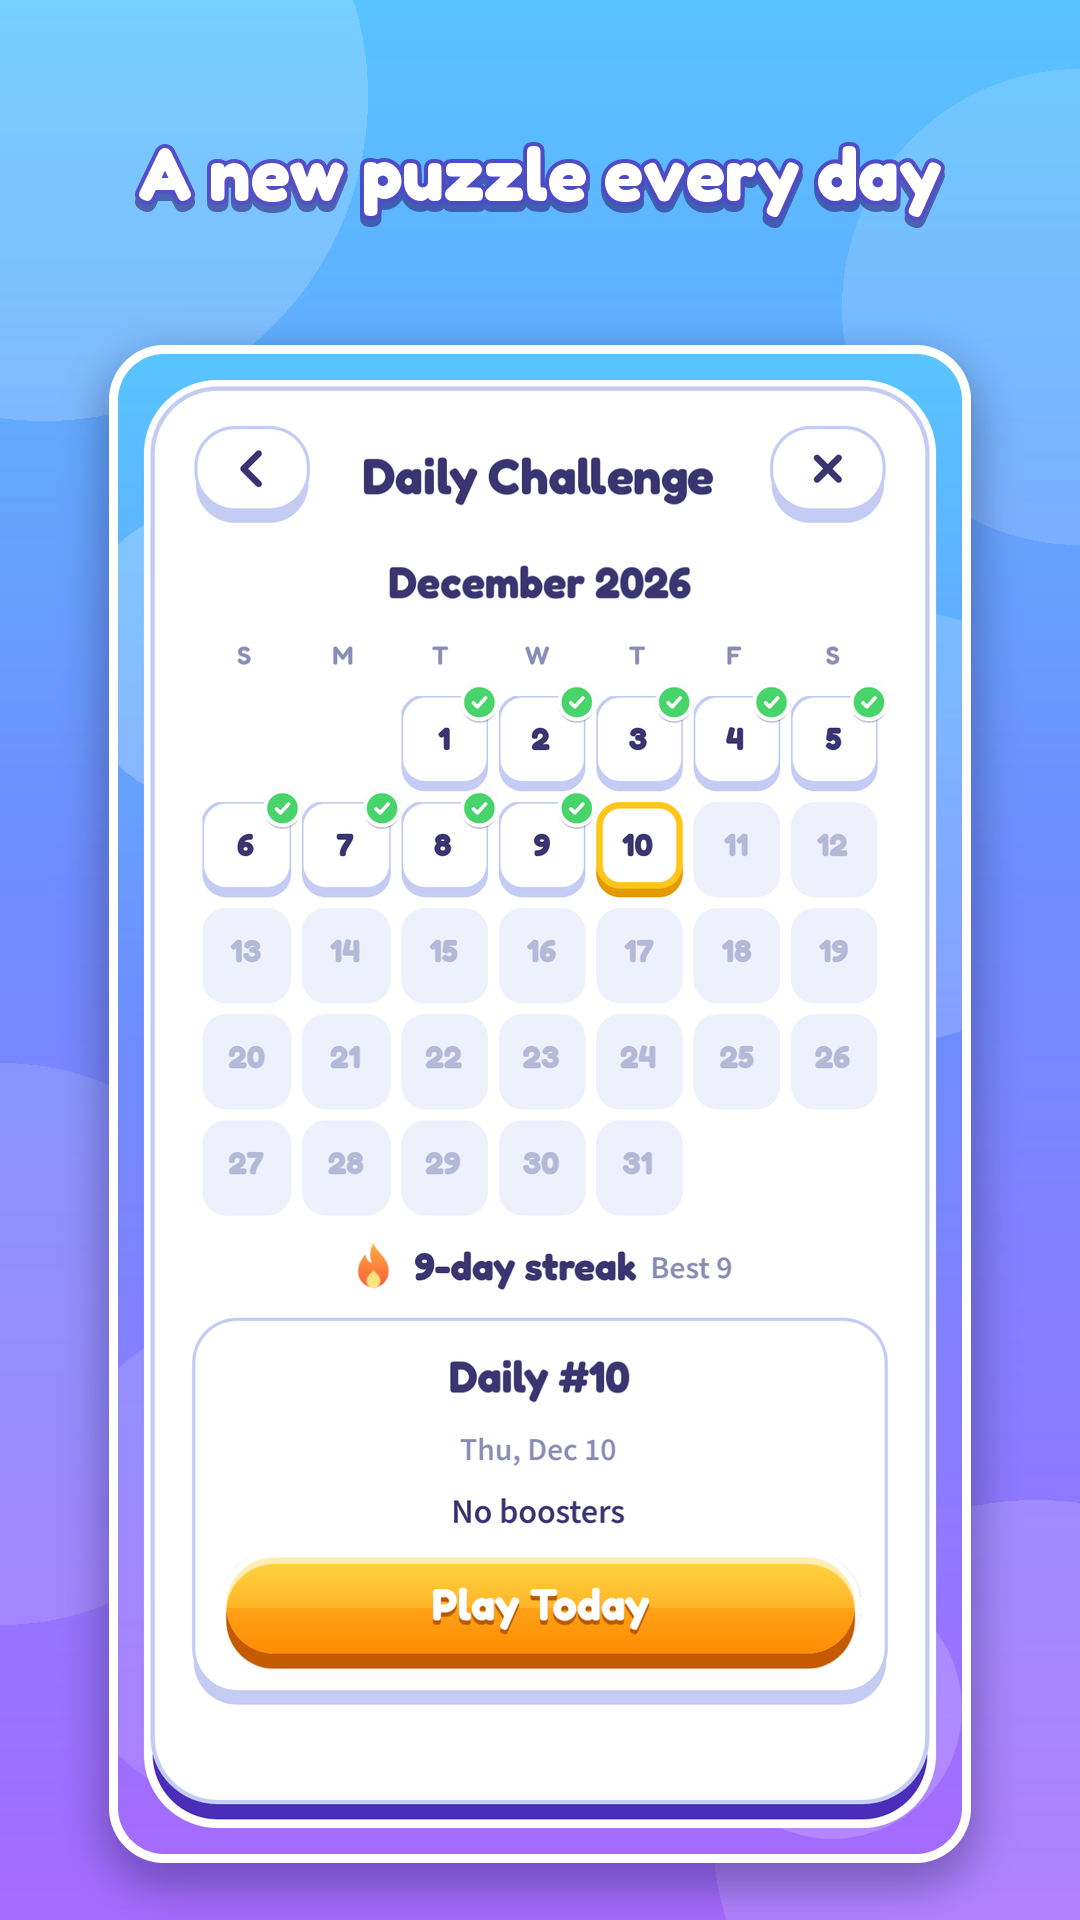 A new puzzle every day
Daily Challenge
December 2026
S M T W T F S
1 2 3 4 5
6 7 8 9 10 11 12
13 14 15 16 17 18 19
20 21 22 23 24 25 26
27 28 29 30 31
9-day streak Best 9
Daily #10
Thu, Dec 10
No boosters
Play Today